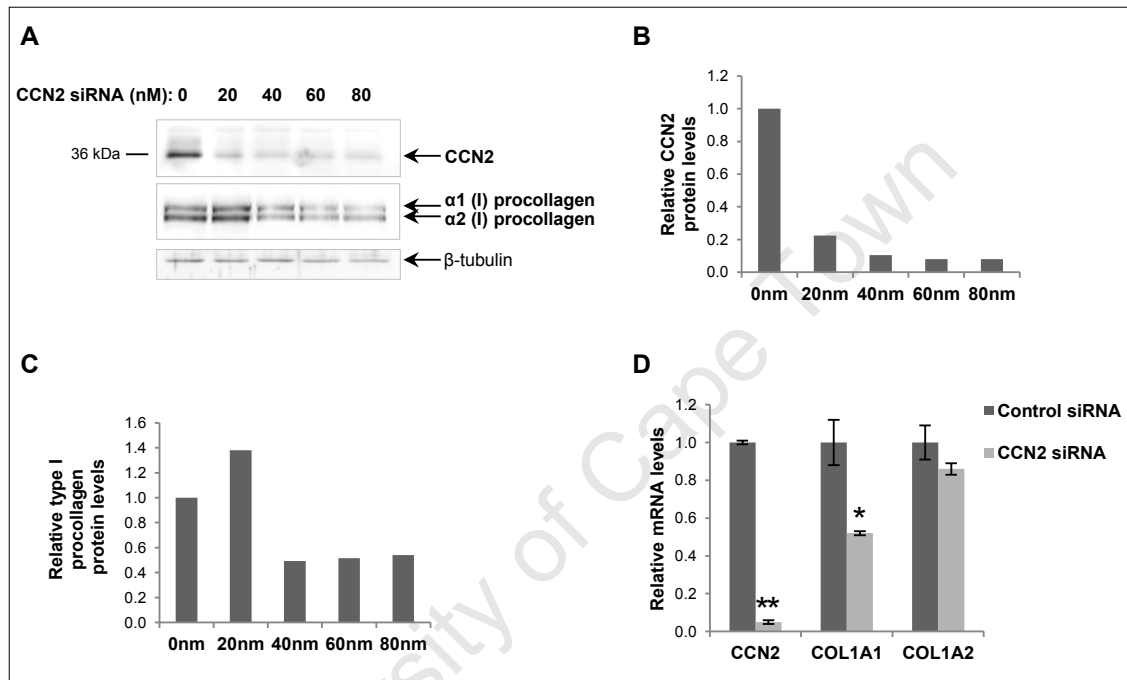 A
CCN2 siRNA (nM): 0 20 40 60 80
36 kDa
CCN2
α1 (I) procollagen
α2 (I) procollagen
β-tubulin
B
Relative CCN2
protein levels
1.2
1.0
0.8
0.6
0.4
0.2
0.0
0nm 20nm 40nm 60nm 80nm
C
Relative type I
procollagen
protein levels
1.6
1.4
1.2
1.0
0.8
0.6
0.4
0.2
0.0
0nm 20nm 40nm 60nm 80nm
D
Relative mRNA levels
1.2
1.0
0.8
0.6
0.4
0.2
0.0
**
*
CCN2 COL1A1 COL1A2
Control siRNA
CCN2 siRNA
rsity of Cape Town